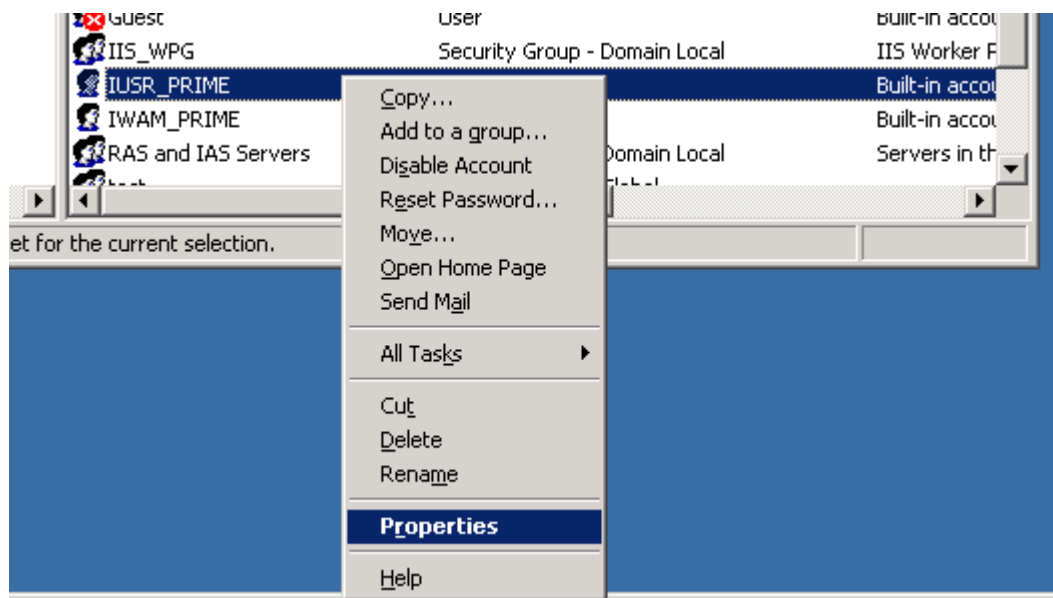 Guest User Built-in accou
IIS_WPG Security Group - Domain Local IIS Worker P
IUSR_PRIME Built-in accou
IWAM_PRIME Built-in accou
RAS and IAS Servers Domain Local Servers in th
et for the current selection.
Copy...
Add to a group...
Disable Account
Reset Password...
Move...
Open Home Page
Send Mail
All Tasks
Cut
Delete
Rename
Properties
Help